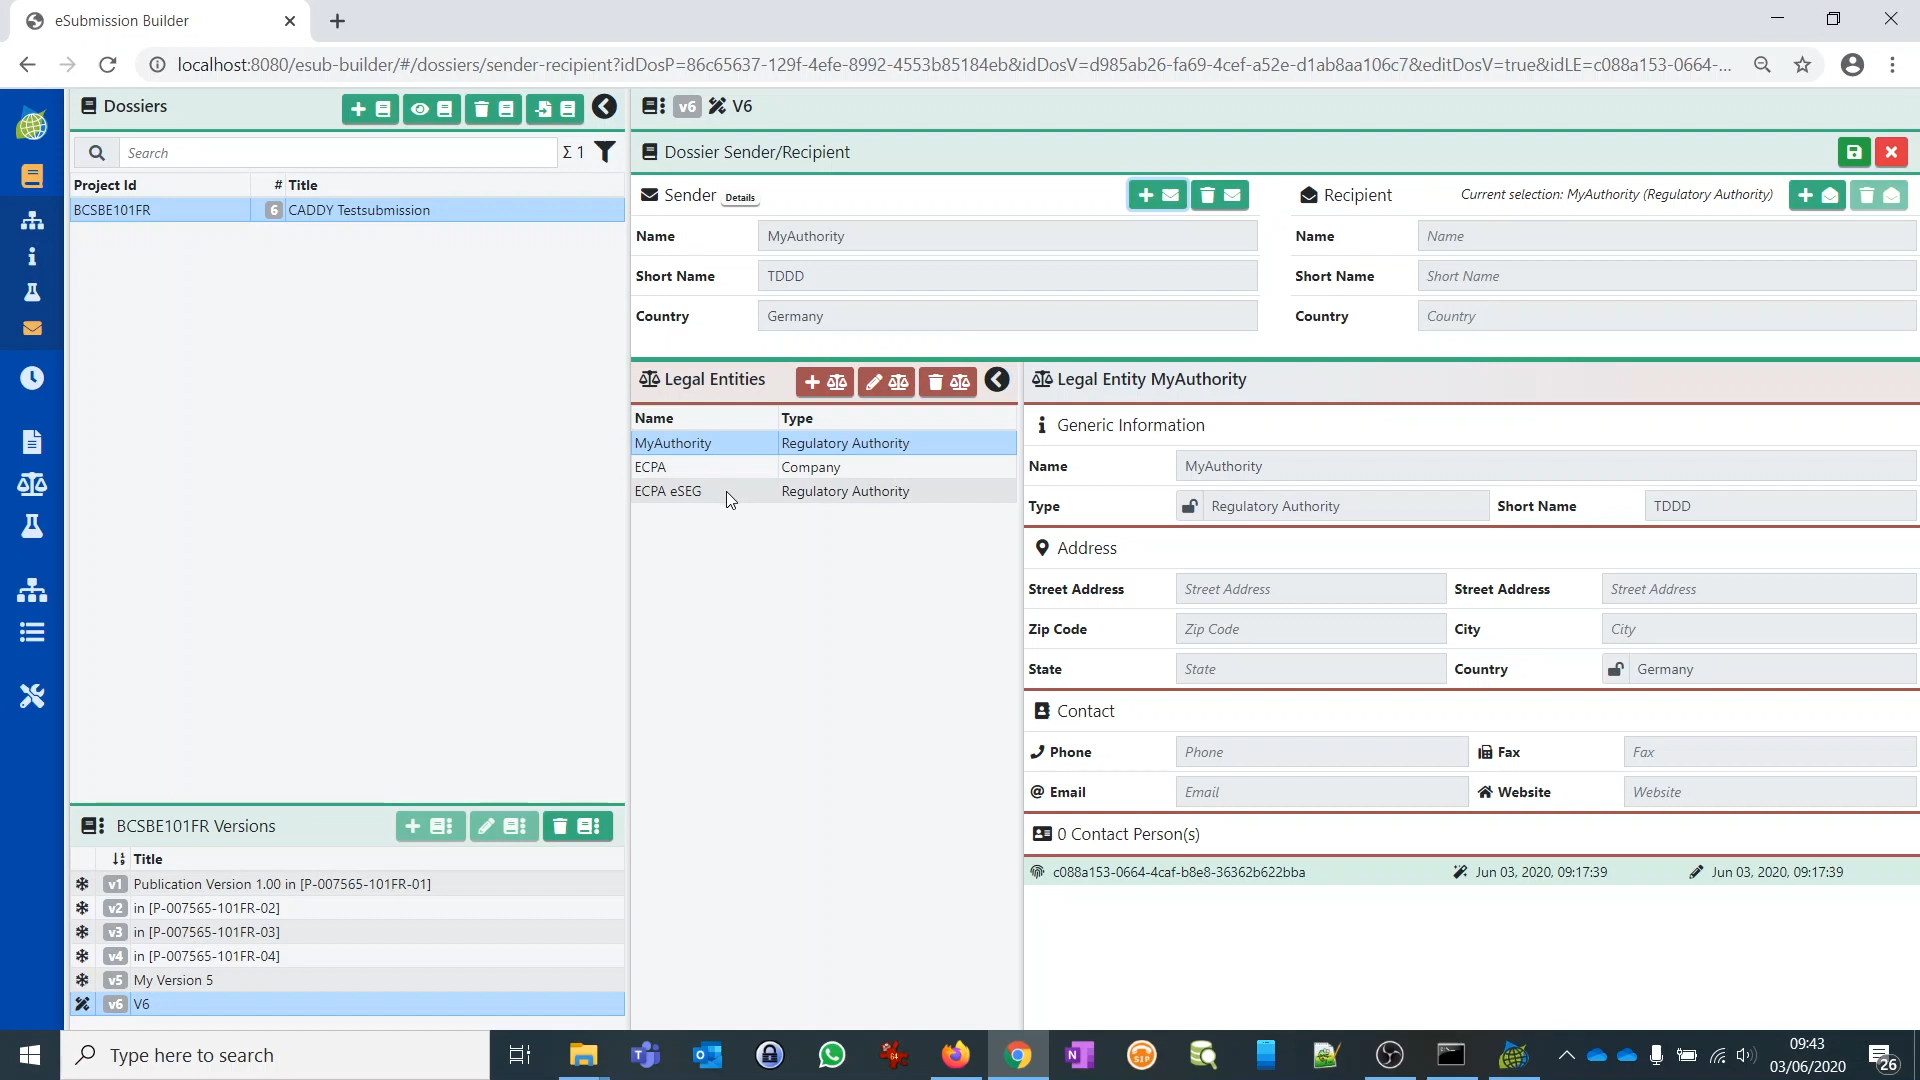 eSubmission Builder
localhost:8080/esub-builder/#/dossiers/sender-recipient?idDosP=86c65637-129f-4efe-8992-4553b85184eb&idDosV=d985ab26-fa69-4cef-a52e-d1ab8aa106c7&editDosV=true&idLE=c088a153-0664-...
Dossiers
Search
Σ 1
Project Id # Title
BCSBE101FR 6 CADDY Testsubmission
BCSBE101FR Versions
Title
v1 Publication Version 1.00 in [P-007565-101FR-01]
v2 in [P-007565-101FR-02]
v3 in [P-007565-101FR-03]
v4 in [P-007565-101FR-04]
v5 My Version 5
v6 V6
v6 V6
Dossier Sender/Recipient
Sender Details
Name MyAuthority
Short Name TDDD
Country Germany
Recipient Current selection: MyAuthority (Regulatory Authority)
Name Name
Short Name Short Name
Country Country
Legal Entities
Name Type
MyAuthority Regulatory Authority
ECPA Company
ECPA eSEG Regulatory Authority
Legal Entity MyAuthority
Generic Information
Name MyAuthority
Type Regulatory Authority Short Name TDDD
Address
Street Address Street Address Street Address Street Address
Zip Code Zip Code City City
State State Country Germany
Contact
Phone Phone Fax Fax
Email Email Website Website
0 Contact Person(s)
c088a153-0664-4caf-b8e8-36362b622bba Jun 03, 2020, 09:17:39 Jun 03, 2020, 09:17:39
Type here to search
64
SIP
09:43
03/06/2020
26